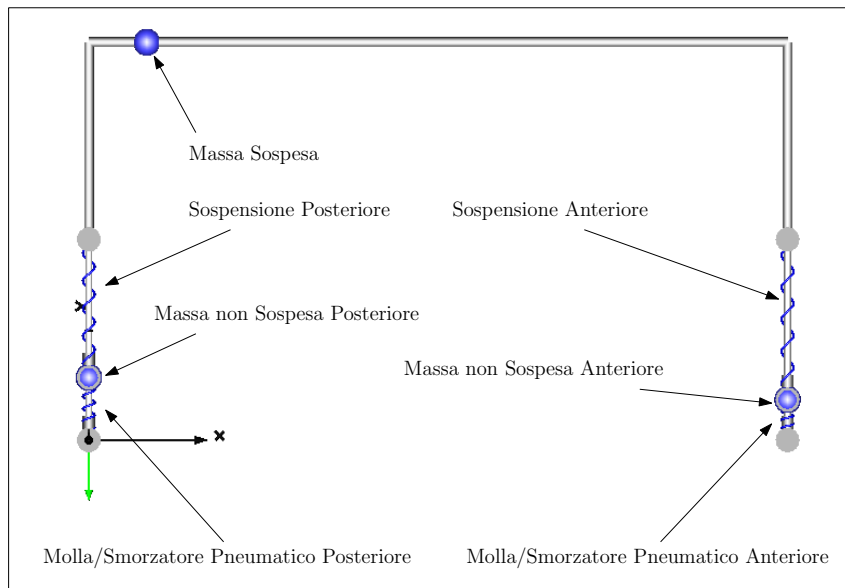 Massa Sospesa
Sospensione Posteriore
Sospensione Anteriore
Massa non Sospesa Posteriore
Massa non Sospesa Anteriore
x
Molla/Smorzatore Pneumatico Posteriore
Molla/Smorzatore Pneumatico Anteriore